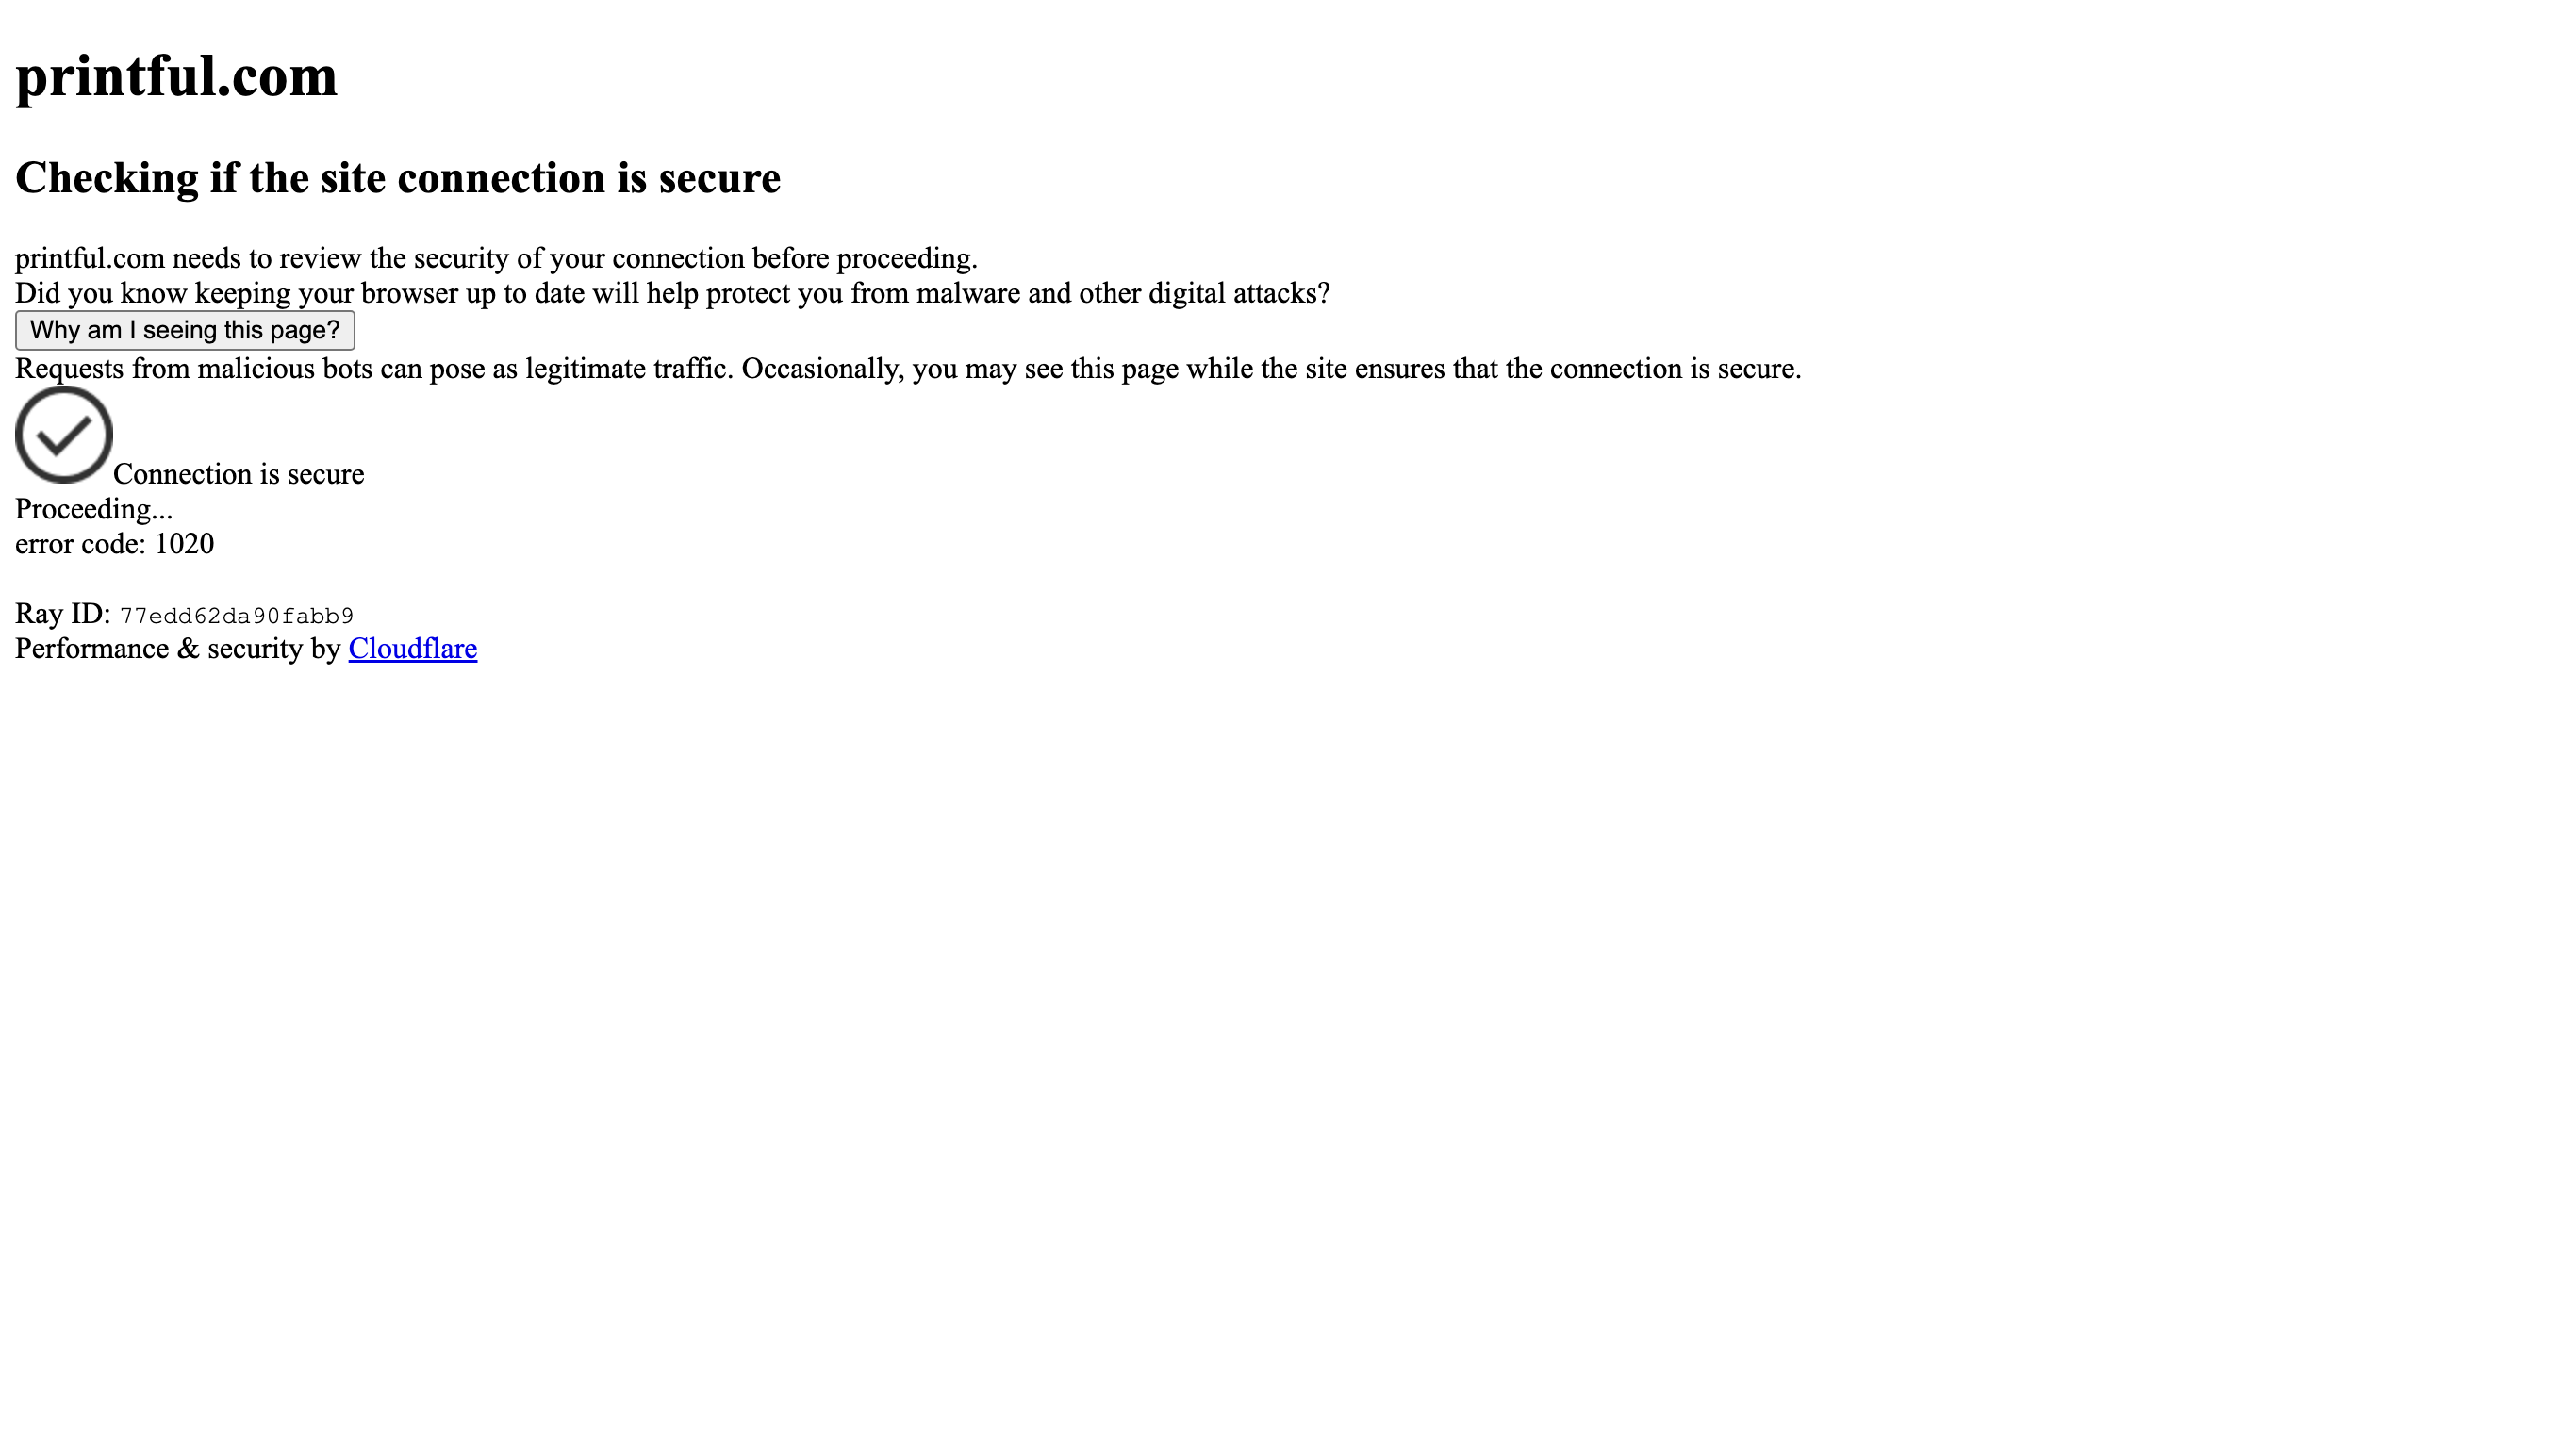 printful.com
Checking if the site connection is secure
printful.com needs to review the security of your connection before proceeding.
Did you know keeping your browser up to date will help protect you from malware and other digital attacks?
Why am I seeing this page?
Requests from malicious bots can pose as legitimate traffic. Occasionally, you may see this page while the site ensures that the connection is secure.
Connection is secure
Proceeding...
error code: 1020
Ray ID: 77edd62da90fabb9
Performance & security by Cloudflare